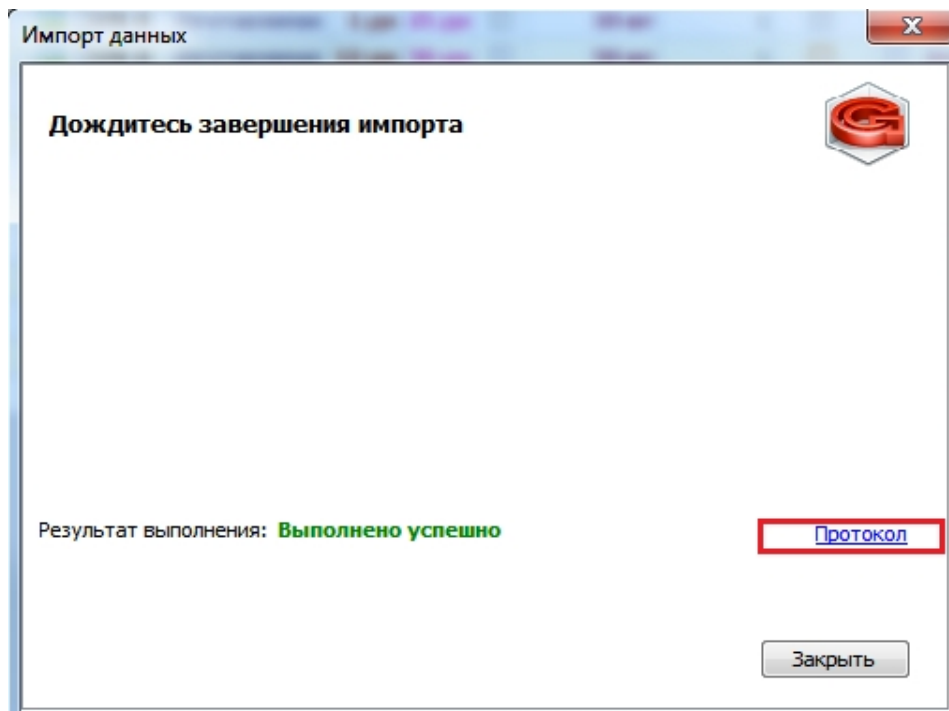 Импорт данных
Дождитесь завершения импорта
Результат выполнения: Выполнено успешно
Протокол
Закрыть